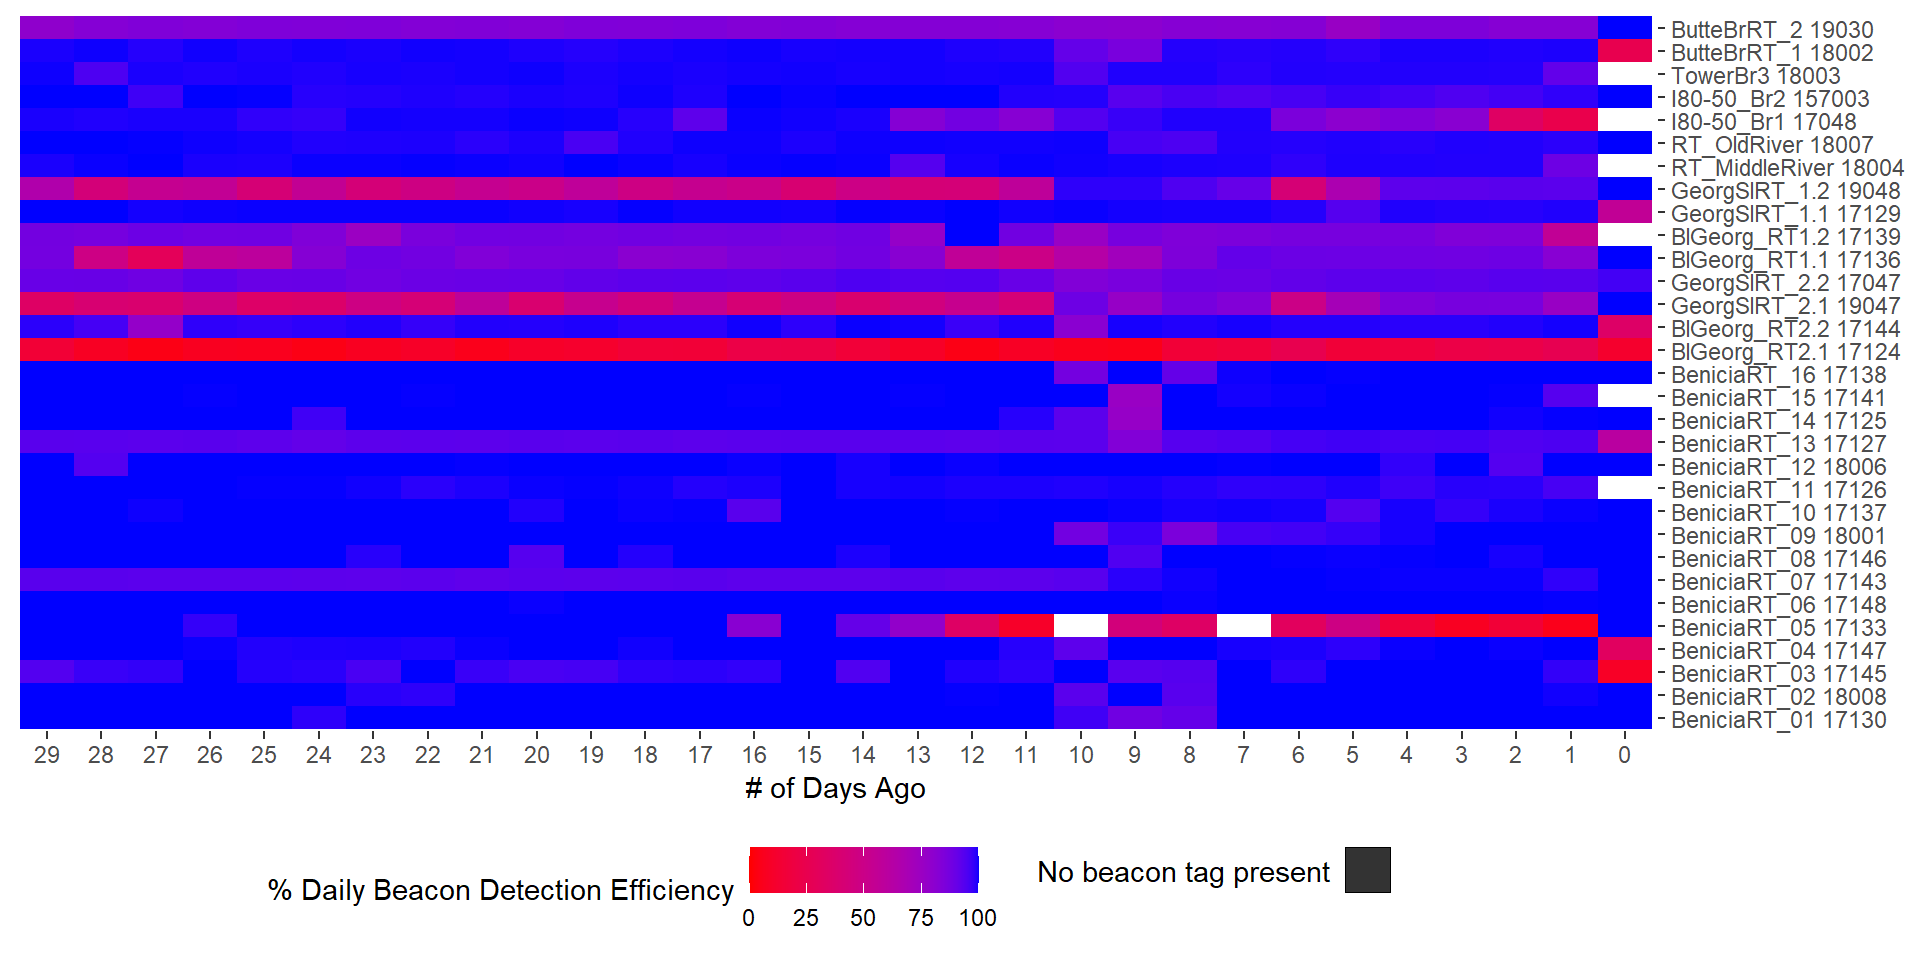 ButteBrRT_2 19030
ButteBrRT_1 18002
TowerBr3 18003
I80-50_Br2 157003
I80-50_Br1 17048
RT_OldRiver 18007
RT_MiddleRiver 18004
GeorgSlRT_1.2 19048
GeorgSlRT_1.1 17129
BlGeorg_RT1.2 17139
BlGeorg_RT1.1 17136
GeorgSlRT_2.2 17047
GeorgSlRT_2.1 19047
BlGeorg_RT2.2 17144
BlGeorg_RT2.1 17124
BeniciaRT_16 17138
BeniciaRT_15 17141
BeniciaRT_14 17125
BeniciaRT_13 17127
BeniciaRT_12 18006
BeniciaRT_11 17126
BeniciaRT_10 17137
BeniciaRT_09 18001
BeniciaRT_08 17146
BeniciaRT_07 17143
BeniciaRT_06 17148
BeniciaRT_05 17133
BeniciaRT_04 17147
BeniciaRT_03 17145
BeniciaRT_02 18008
BeniciaRT_01 17130
29 28 27 26 25 24 23 22 21 20 19 18 17 16 15 14 13 12 11 10 9 8 7 6 5 4 3 2 1 0
# of Days Ago
% Daily Beacon Detection Efficiency
0 25 50 75 100
No beacon tag present